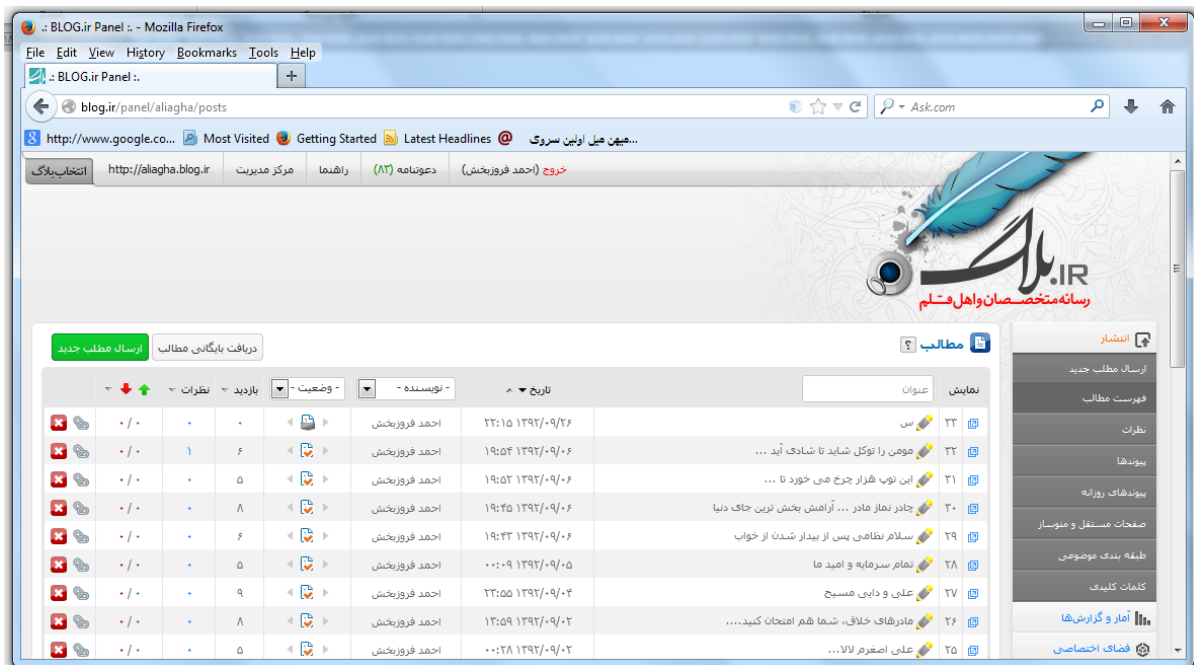 .: BLOG.ir Panel :. - Mozilla Firefox
File Edit View History Bookmarks Tools Help
.: BLOG.ir Panel :.
blog.ir/panel/aliagha/posts
Ask.com
http://www.google.co... Most Visited Getting Started Latest Headlines میهن میل اولین سروی...
انتخاب‌بلاگ http://aliagha.blog.ir مرکز مدیریت راهنما دعوتنامه (۸۳) خروج (احمد فروزبخش)
بلاگ.IR
رسانه متخصصان و اهل قلم
مطالب ؟
دریافت بایگانی مطالب ارسال مطلب جدید
نمایش عنوان تاریخ - نویسنده - - وضعیت - بازدید نظرات
۳۳ س ۱۳۹۲/۰۹/۲۶ ۲۲:۱۵ احمد فروزبخش ۰ ۰ ۰ / ۰
۳۲ مومن را توکل شاید تا شادی آید ... ۱۳۹۲/۰۹/۰۶ ۱۹:۵۴ احمد فروزبخش ۶ ۱ ۰ / ۰
۳۱ این توپ هزار چرخ می خورد تا ... ۱۳۹۲/۰۹/۰۶ ۱۹:۵۲ احمد فروزبخش ۵ ۰ ۰ / ۰
۳۰ چادر نماز مادر ... آرامش بخش ترین جای دنیا ۱۳۹۲/۰۹/۰۶ ۱۹:۴۵ احمد فروزبخش ۸ ۰ ۰ / ۰
۲۹ سلام نظامی پس از بیدار شدن از خواب ۱۳۹۲/۰۹/۰۶ ۱۹:۴۳ احمد فروزبخش ۶ ۰ ۰ / ۰
۲۸ تمام سرمایه و امید ما ۱۳۹۲/۰۹/۰۵ ۰۰:۰۹ احمد فروزبخش ۵ ۰ ۰ / ۰
۲۷ علی و دایی مسیح ۱۳۹۲/۰۹/۰۴ ۲۲:۵۵ احمد فروزبخش ۹ ۰ ۰ / ۰
۲۶ مادرهای خلاق، شما هم امتحان کنید.... ۱۳۹۲/۰۹/۰۲ ۱۲:۵۹ احمد فروزبخش ۸ ۰ ۰ / ۰
۲۵ علی اصغرم لالا... ۱۳۹۲/۰۹/۰۲ ۰۰:۲۸ احمد فروزبخش ۵ ۰ ۰ / ۰
انتشار
ارسال مطلب جدید
فهرست مطالب
نظرات
پیوندها
پیوندهای روزانه
صفحات مستقل و منوساز
طبقه بندی موضوعی
کلمات کلیدی
آمار و گزارش‌ها
فضای اختصاصی